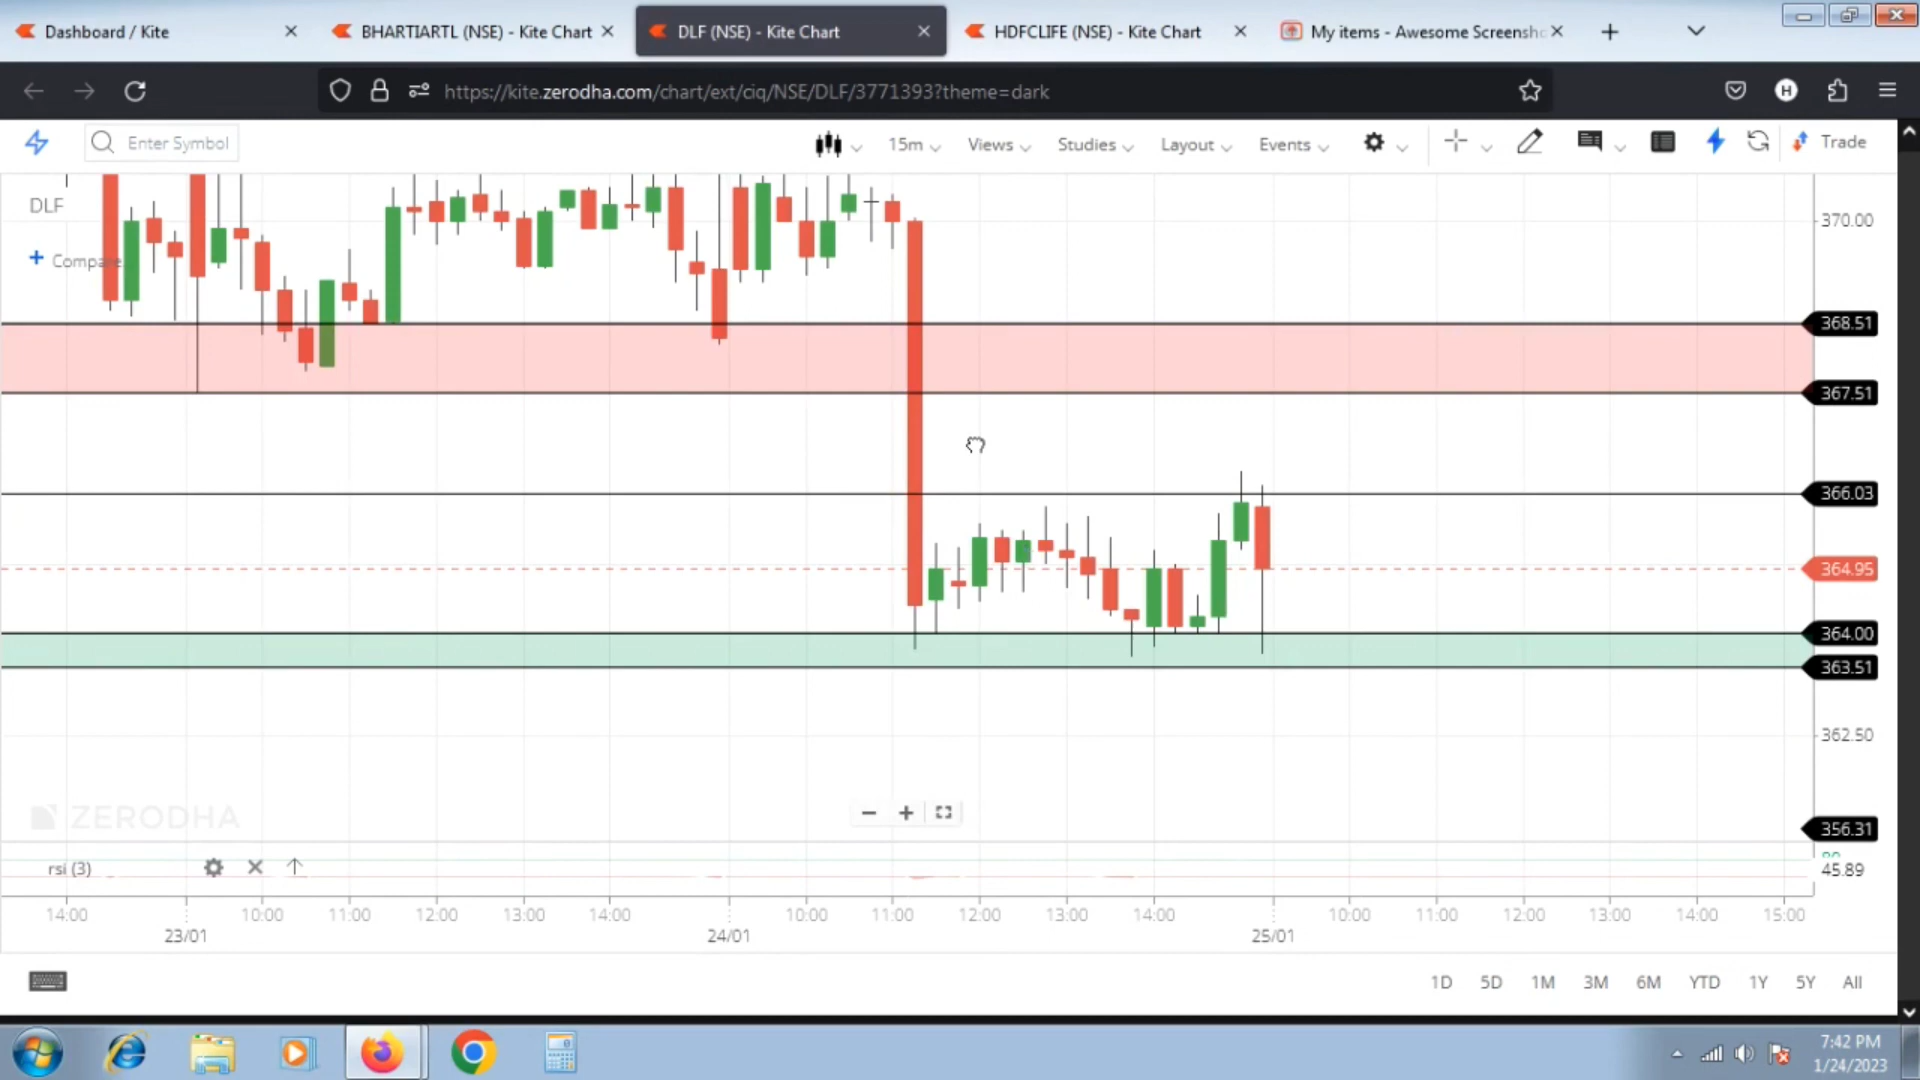 Dashboard / Kite
BHARTIARTL (NSE) - Kite Chart
DLF (NSE) - Kite Chart
HDFCLIFE (NSE) - Kite Chart
My items - Awesome Screensho
https://kite.zerodha.com/chart/ext/ciq/NSE/DLF/3771393?theme=dark
Enter Symbol
15m
Views
Studies
Layout
Events
Trade
DLF
+ Compare
370.00
368.51
367.51
366.03
364.95
364.00
363.51
362.50
356.31
ZERODHA
rsi (3)
45.89
14:00 10:00 11:00 12:00 13:00 14:00 10:00 11:00 12:00 13:00 14:00 10:00 11:00 12:00 13:00 14:00 15:00
23/01 24/01 25/01
1D 5D 1M 3M 6M YTD 1Y 5Y All
7:42 PM
1/24/2023